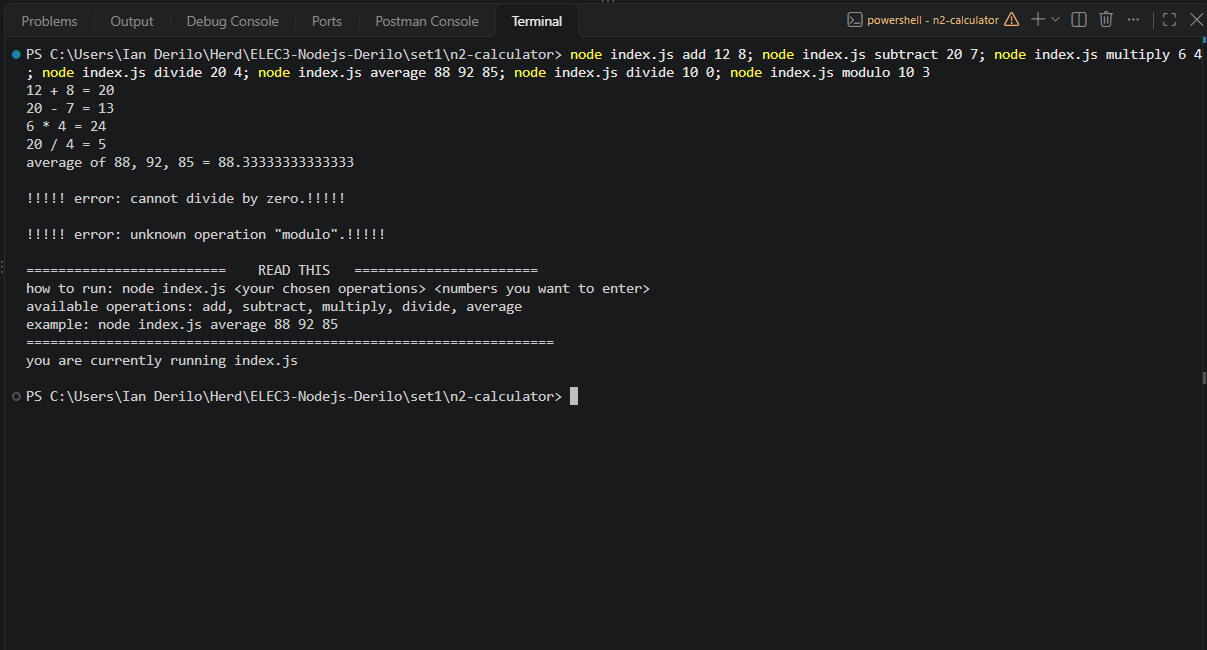 Problems Output Debug Console Ports Postman Console Terminal powershell - n2-calculator
PS C:\Users\Ian Derilo\Herd\ELEC3-Nodejs-Derilo\set1\n2-calculator> node index.js add 12 8; node index.js subtract 20 7; node index.js multiply 6 4
; node index.js divide 20 4; node index.js average 88 92 85; node index.js divide 10 0; node index.js modulo 10 3
12 + 8 = 20
20 - 7 = 13
6 * 4 = 24
20 / 4 = 5
average of 88, 92, 85 = 88.33333333333333
!!!!! error: cannot divide by zero.!!!!!
!!!!! error: unknown operation "modulo".!!!!!
========================= READ THIS =======================
how to run: node index.js <your chosen operations> <numbers you want to enter>
available operations: add, subtract, multiply, divide, average
example: node index.js average 88 92 85
==================================================================
you are currently running index.js
PS C:\Users\Ian Derilo\Herd\ELEC3-Nodejs-Derilo\set1\n2-calculator>